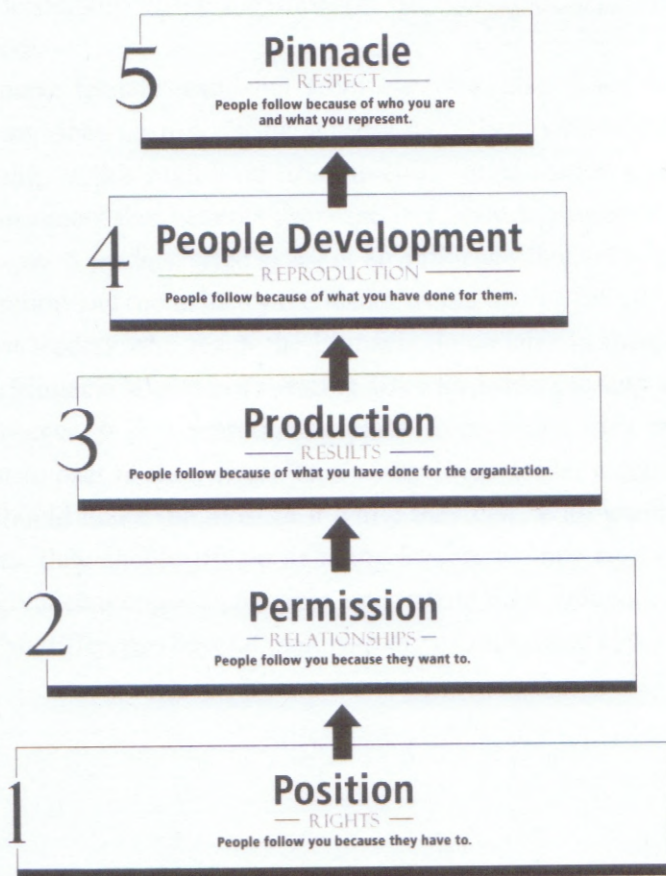 5
Pinnacle
RESPECT
People follow because of who you are
and what you represent.
4
People Development
REPRODUCTION
People follow because of what you have done for them.
3
Production
RESULTS
People follow because of what you have done for the organization.
2
Permission
RELATIONSHIPS
People follow you because they want to.
1
Position
RIGHTS
People follow you because they have to.